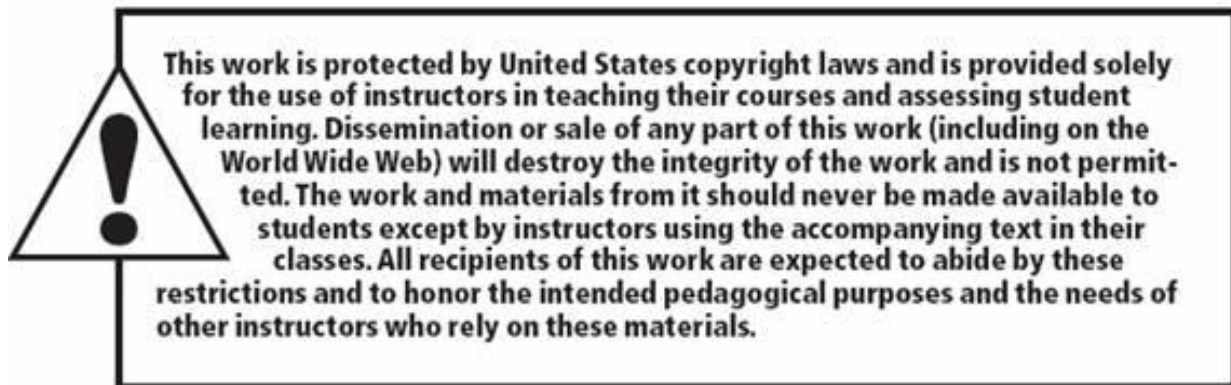 This work is protected by United States copyright laws and is provided solely
for the use of instructors in teaching their courses and assessing student
learning. Dissemination or sale of any part of this work (including on the
World Wide Web) will destroy the integrity of the work and is not permit-
ted. The work and materials from it should never be made available to
students except by instructors using the accompanying text in their
classes. All recipients of this work are expected to abide by these
restrictions and to honor the intended pedagogical purposes and the needs of
other instructors who rely on these materials.